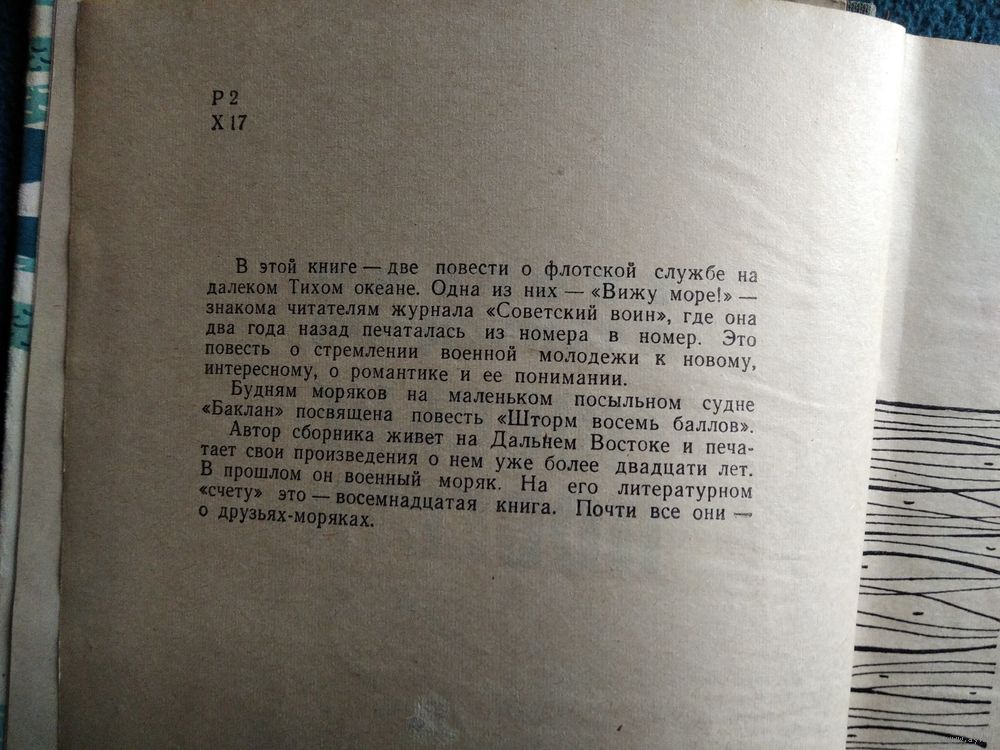 Р 2
Х 17
В этой книге — две повести о флотской службе на
далеком Тихом океане. Одна из них — «Вижу море!» —
знакома читателям журнала «Советский воин», где она
два года назад печаталась из номера в номер. Это
повесть о стремлении военной молодежи к новому,
интересному, о романтике и ее понимании.
Будням моряков на маленьком посыльном судне
«Баклан» посвящена повесть «Шторм восемь баллов».
Автор сборника живет на Дальнем Востоке и печа-
тает свои произведения о нем уже более двадцати лет.
В прошлом он военный моряк. На его литературном
«счету» это — восемнадцатая книга. Почти все они —
о друзьях-моряках.